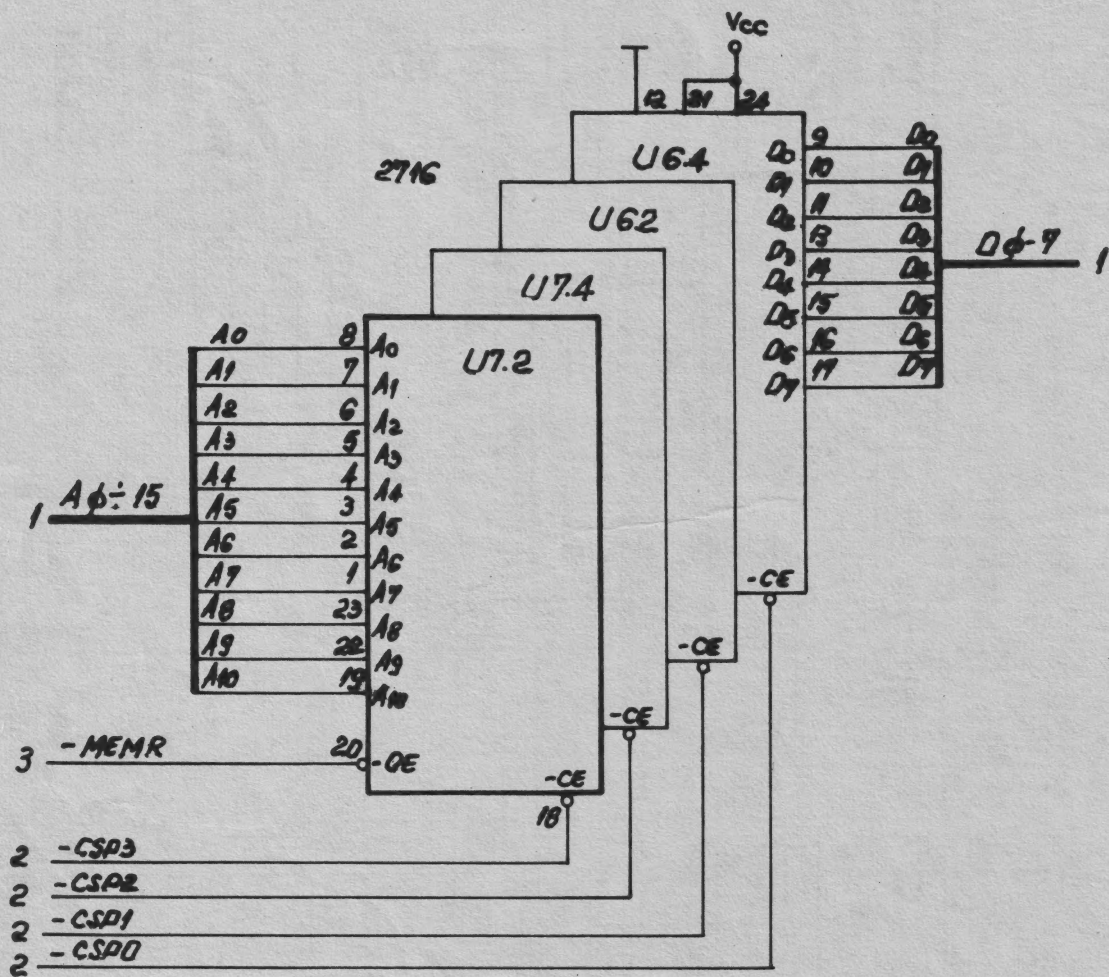 Vcc
12 21 24
2716
U6.4
U6.2
U7.4
U7.2
D0 9 D0
D1 10 D1
D2 11 D2
D3 13 D3
D4 14 D4
D5 15 D5
D6 16 D6
D7 17 D7
Dϕ-7 1
1 Aϕ÷15
A0 8 A0
A1 7 A1
A2 6 A2
A3 5 A3
A4 4 A4
A5 3 A5
A6 2 A6
A7 1 A7
A8 23 A8
A9 22 A9
A10 19 A10
3 -MEMR 20 -OE
-CE
-CE
-CE
-CE
18
2 -CSP3
2 -CSP2
2 -CSP1
2 -CSP0